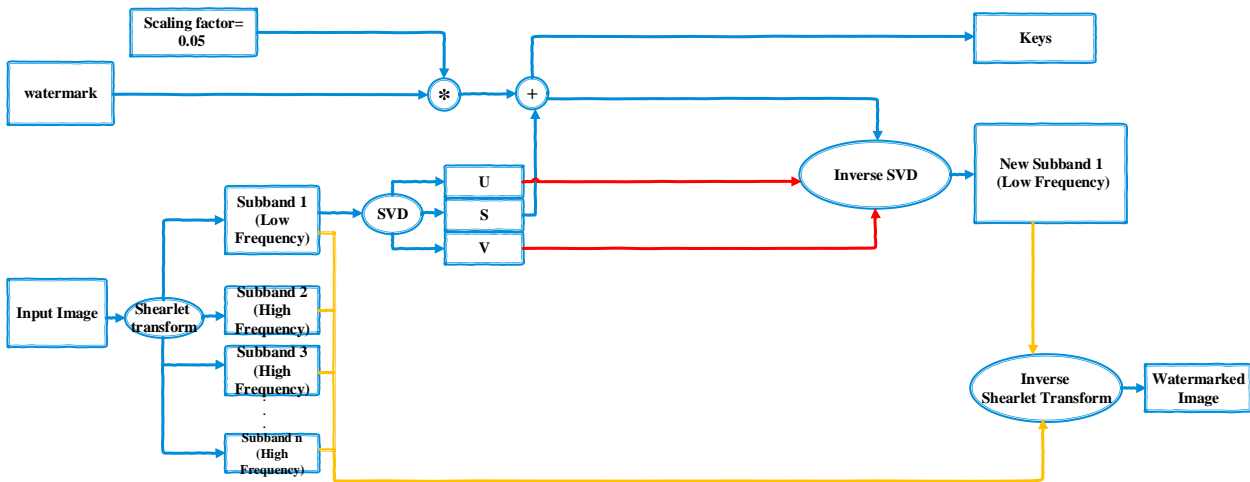 Scaling factor=
0.05
Keys
watermark
*
+
Inverse SVD
New Subband 1
(Low Frequency)
U
Subband 1
(Low
Frequency)
SVD
S
V
Input Image
Shearlet
transform
Subband 2
(High
Frequency)
Subband 3
(High
Frequency)
.
.
.
Subband n
(High
Frequency)
Inverse
Shearlet Transform
Watermarked
Image